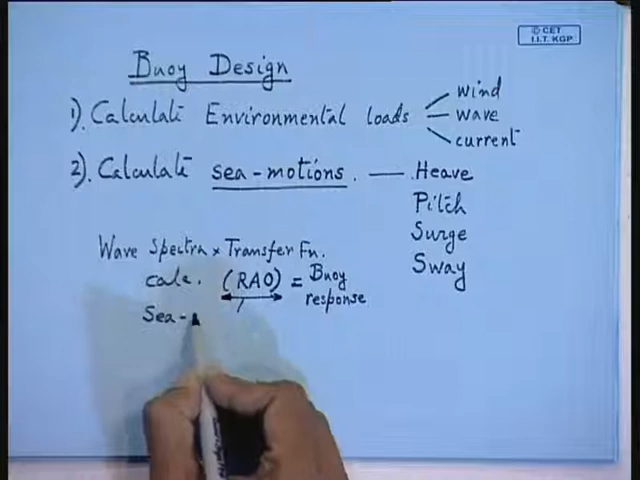 © CET
I.I.T. KGP
Buoy Design
1). Calculate Environmental loads
wind
wave
current
2). Calculate sea-motions. — Heave
Pitch
Surge
Sway
Wave Spectra x Transfer Fn.
calc. (RAO) = Buoy response
Sea-